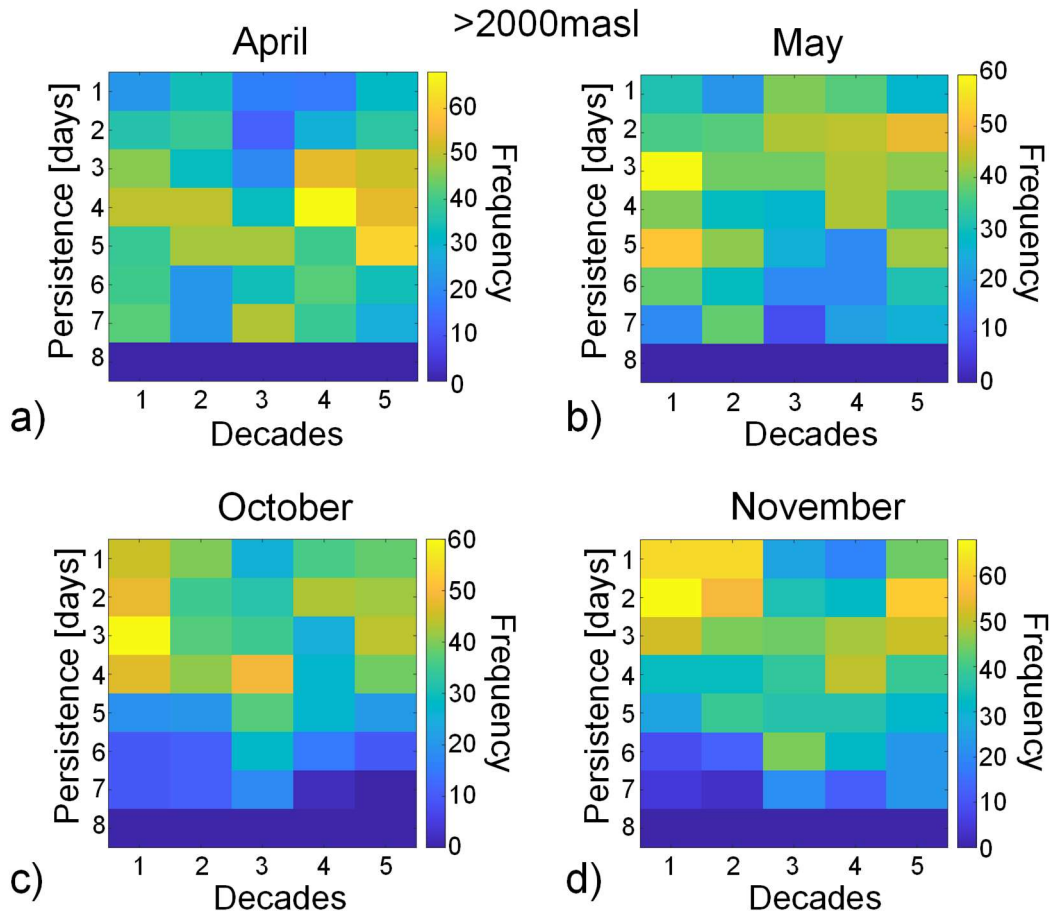 >2000masl
April
May
Persistence [days]
1
2
3
4
5
6
7
8
1 2 3 4 5
Decades
60
50
40
30
20
10
0
Frequency
a)
Persistence [days]
1
2
3
4
5
6
7
8
1 2 3 4 5
Decades
60
50
40
30
20
10
0
Frequency
b)
October
November
Persistence [days]
1
2
3
4
5
6
7
8
1 2 3 4 5
Decades
60
50
40
30
20
10
0
Frequency
c)
Persistence [days]
1
2
3
4
5
6
7
8
1 2 3 4 5
Decades
60
50
40
30
20
10
0
Frequency
d)